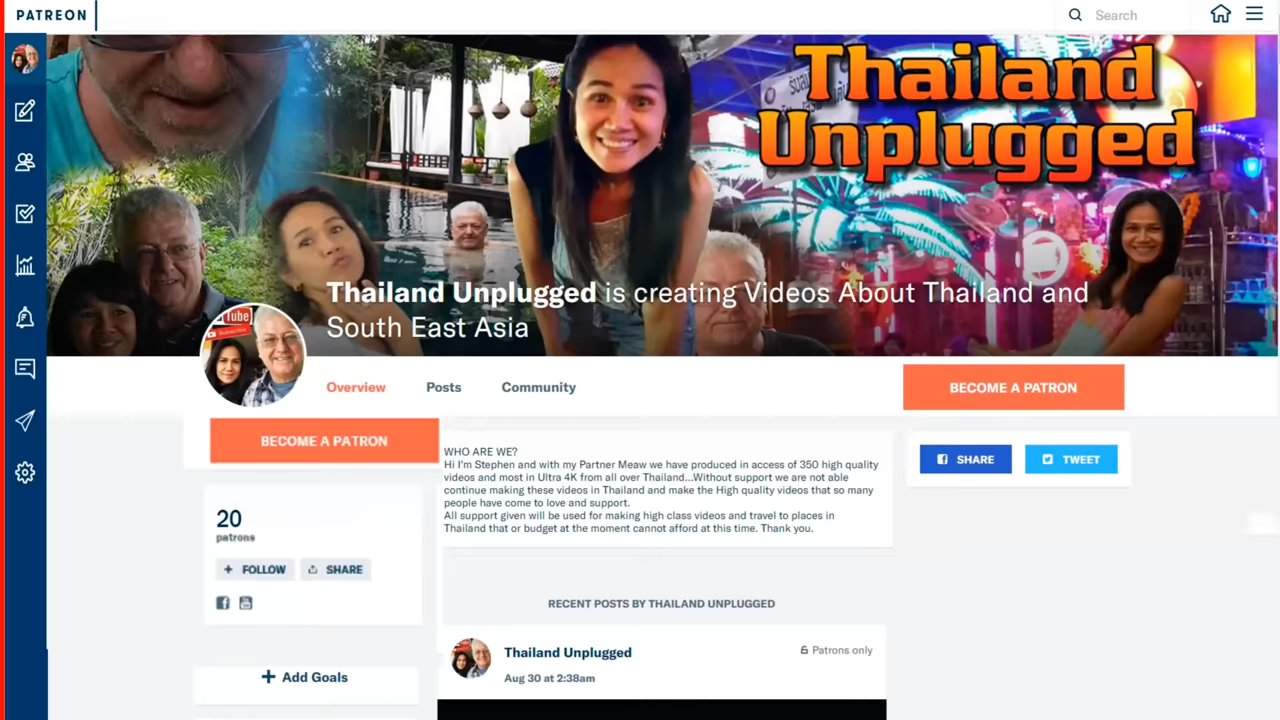 PATREON
Search
Thailand
Unplugged
Tube
Thailand Unplugged is creating Videos About Thailand and
South East Asia
Overview
Posts
Community
BECOME A PATRON
BECOME A PATRON
WHO ARE WE?
Hi I'm Stephen and with my Partner Meaw we have produced in access of 350 high quality
videos and most in Ultra 4K from all over Thailand...Without support we are not able
continue making these videos in Thailand and make the High quality videos that so many
people have come to love and support.
All support given will be used for making high class videos and travel to places in
Thailand that or budget at the moment cannot afford at this time. Thank you.
SHARE
TWEET
20
patrons
+ FOLLOW
SHARE
RECENT POSTS BY THAILAND UNPLUGGED
Thailand Unplugged
Patrons only
Aug 30 at 2:38am
+ Add Goals